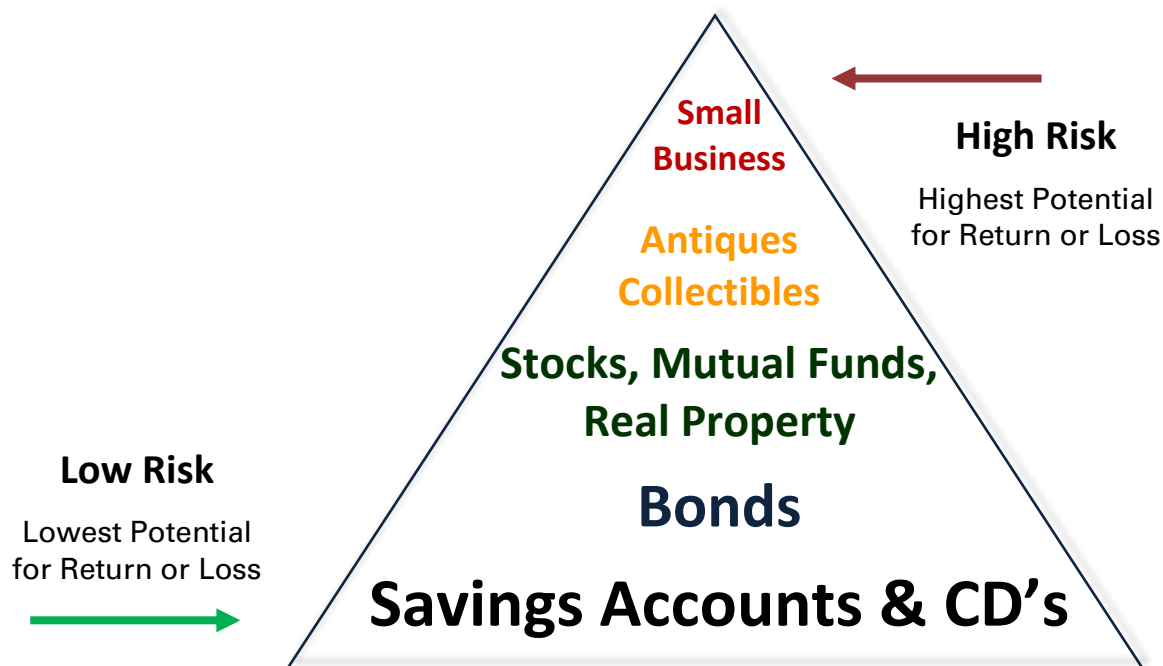 Small
Business
High Risk
Highest Potential
for Return or Loss
Antiques
Collectibles
Stocks, Mutual Funds,
Real Property
Low Risk
Lowest Potential
for Return or Loss
Bonds
Savings Accounts & CD’s